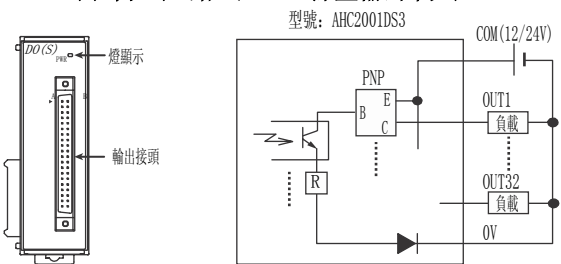 型號: AHC2001DS3
COM(12/24V)
DO(S)
PWR
燈顯示
A
B
輸出接頭
PNP
E
B
C
OUT1
負載
R
OUT32
負載
0V